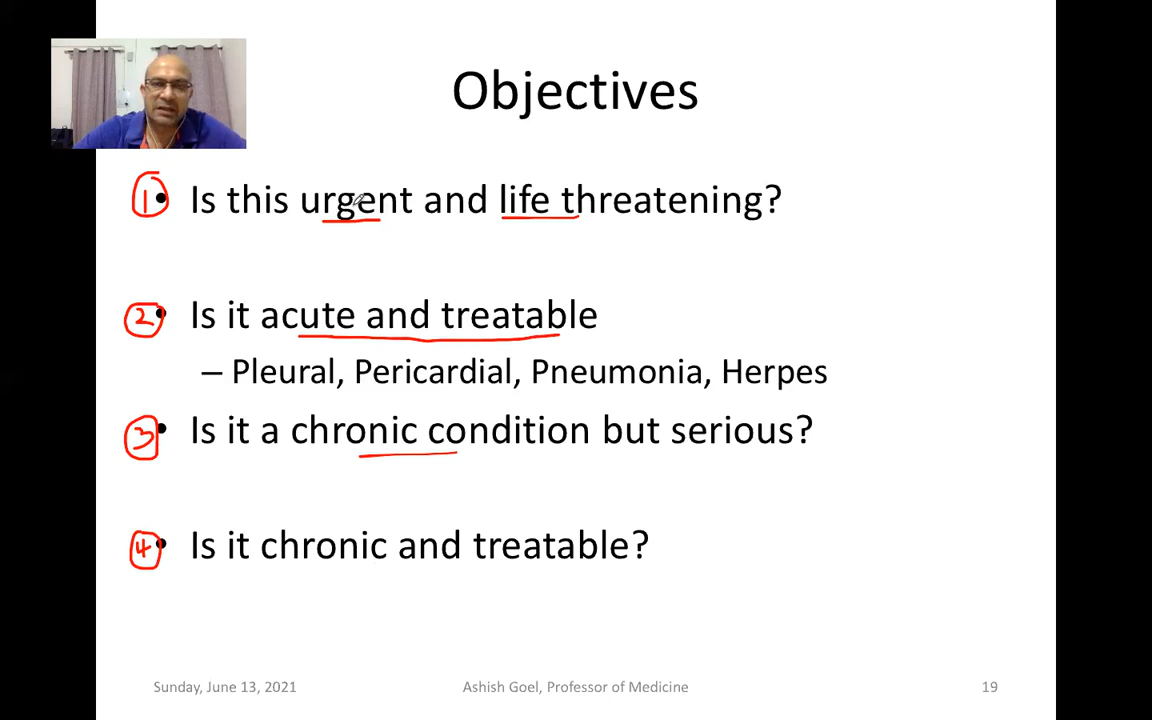 Objectives
1 • Is this urgent and life threatening?
2 • Is it acute and treatable
– Pleural, Pericardial, Pneumonia, Herpes
3 • Is it a chronic condition but serious?
4 • Is it chronic and treatable?
Sunday, June 13, 2021 Ashish Goel, Professor of Medicine 19